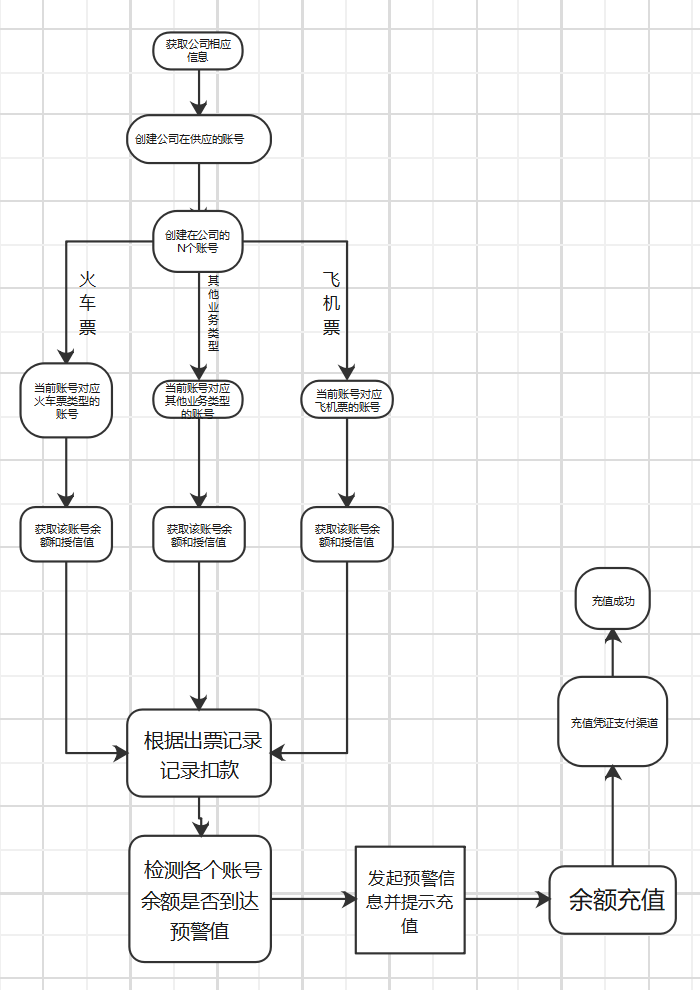 获取公司相应
信息
创建公司在供应的账号
创建在公司的
N个账号
火
车
票
其
他
业
务
类
型
飞
机
票
当前账号对应
火车票类型的
账号
当前账号对应
其他业务类型
的账号
当前账号对应
飞机票的账号
获取该账号余
额和授信值
获取该账号余
额和授信值
获取该账号余
额和授信值
充值成功
充值凭证支付渠道
根据出票记录
记录扣款
检测各个账号
余额是否到达
预警值
发起预警信
息并提示充
值
余额充值